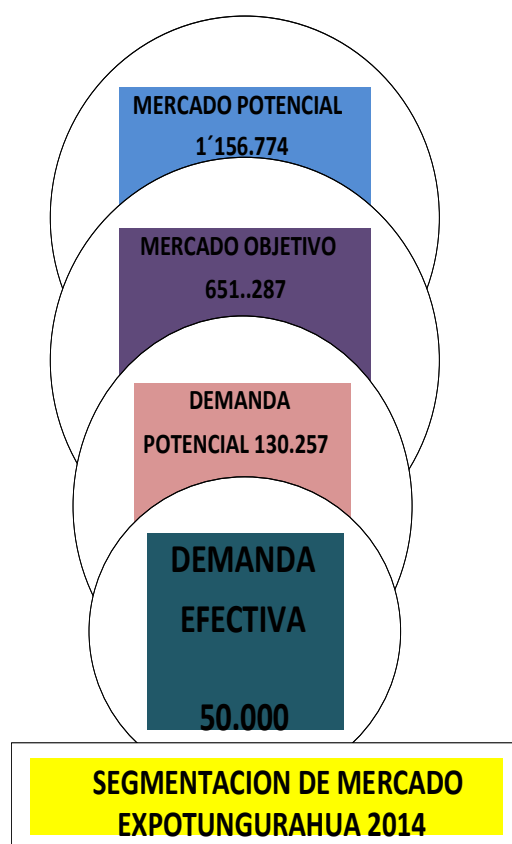 MERCADO POTENCIAL
1´156.774
MERCADO OBJETIVO
651..287
DEMANDA
POTENCIAL 130.257
DEMANDA
EFECTIVA
50.000
SEGMENTACION DE MERCADO
EXPOTUNGURAHUA 2014